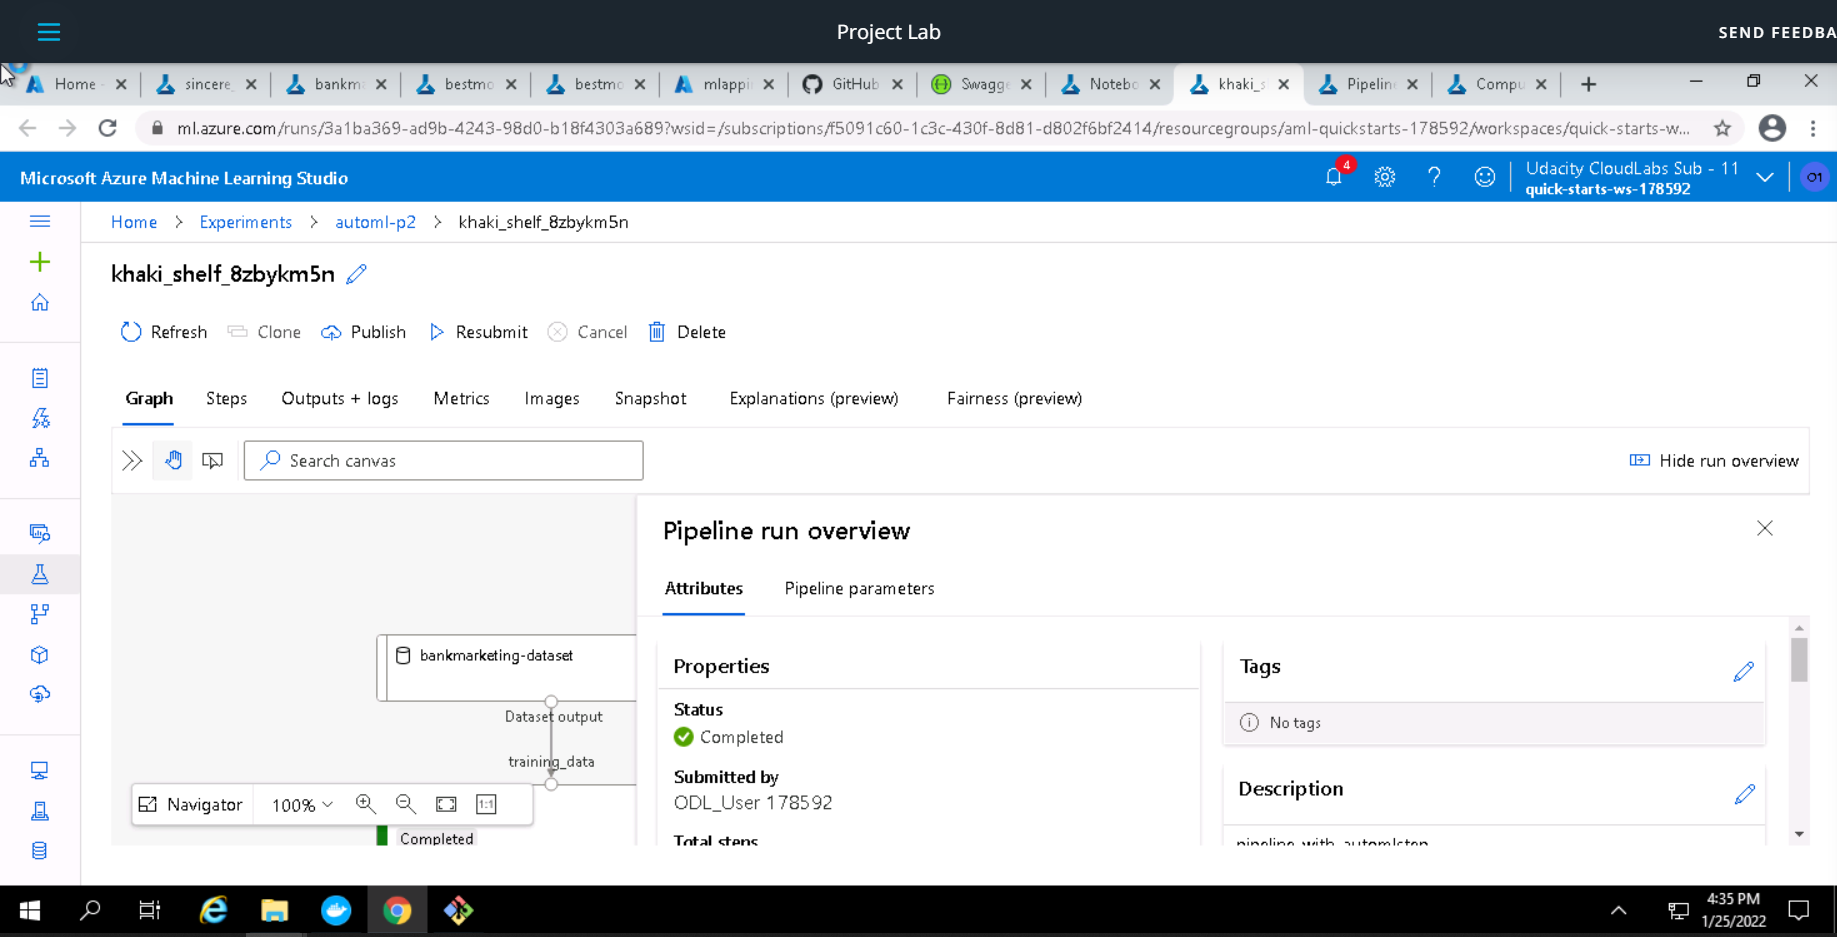 Project Lab
SEND FEEDBA
Home -
sincere_
bankm
bestmo
bestmo
mlappi
GitHub
Swagge
Notebo
khaki_s
Pipelin
Compu
ml.azure.com/runs/3a1ba369-ad9b-4243-98d0-b18f4303a689?wsid=/subscriptions/f5091c60-1c3c-430f-8d81-d802f6bf2414/resourcegroups/aml-quickstarts-178592/workspaces/quick-starts-w...
Microsoft Azure Machine Learning Studio
4
Udacity CloudLabs Sub - 11
quick-starts-ws-178592
O1
Home > Experiments > automl-p2 > khaki_shelf_8zbykm5n
khaki_shelf_8zbykm5n
Refresh Clone Publish Resubmit Cancel Delete
Graph Steps Outputs + logs Metrics Images Snapshot Explanations (preview) Fairness (preview)
Search canvas
Hide run overview
Pipeline run overview
Attributes Pipeline parameters
bankmarketing-dataset
Dataset output
training_data
Navigator 100% 1:1
Completed
Properties
Status
Completed
Submitted by
ODL_User 178592
Total steps
Tags
No tags
Description
pipeline_with_automlstep
4:35 PM
1/25/2022